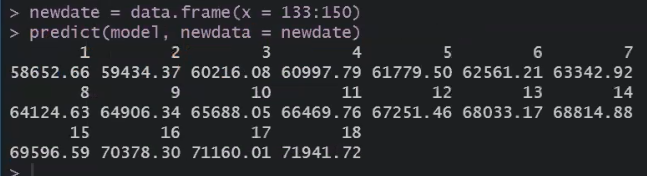 > newdate = data.frame(x = 133:150)
> predict(model, newdata = newdate)
1 2 3 4 5 6 7
58652.66 59434.37 60216.08 60997.79 61779.50 62561.21 63342.92
8 9 10 11 12 13 14
64124.63 64906.34 65688.05 66469.76 67251.46 68033.17 68814.88
15 16 17 18
69596.59 70378.30 71160.01 71941.72
>